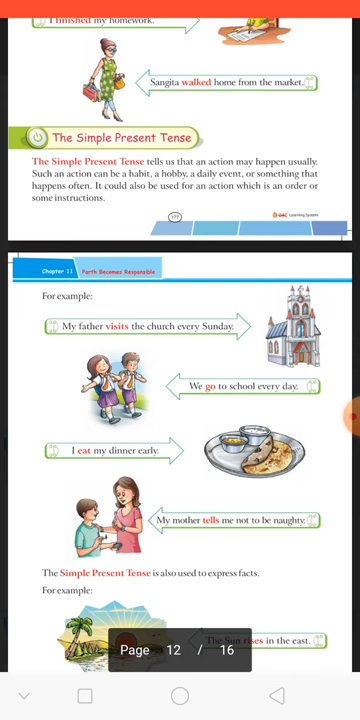 I finished my homework.
Sangita walked home from the market.
The Simple Present Tense
The Simple Present Tense tells us that an action may happen usually.
Such an action can be a habit, a hobby, a daily event, or something that
happens often. It could also be used for an action which is an order or
some instructions.
177
Learning System
Chapter 11 Parth Becomes Responsible
For example:
My father visits the church every Sunday.
We go to school every day.
I eat my dinner early.
My mother tells me not to be naughty.
The Simple Present Tense is also used to express facts.
For example:
The Sun rises in the east.
Page 12 / 16